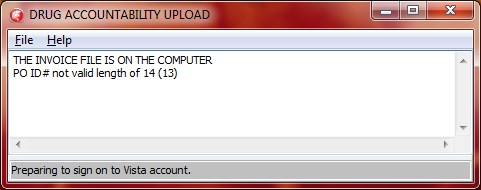 DRUG ACCOUNTABILITY UPLOAD
File Help
THE INVOICE FILE IS ON THE COMPUTER
PO ID# not valid length of 14 (13)
Preparing to sign on to Vista account.